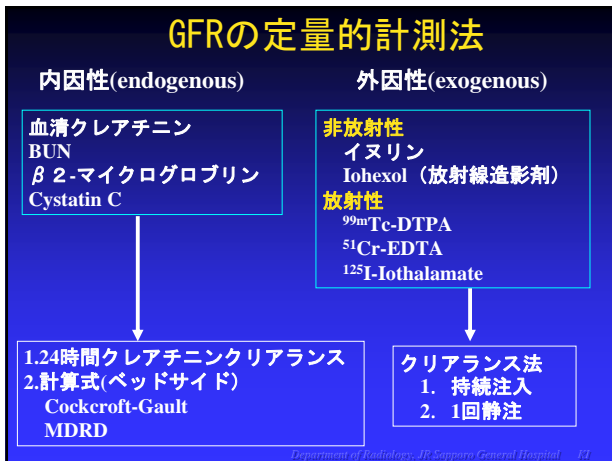 GFRの定量的計測法
内因性(endogenous)
血清クレアチニン
BUN
β2-マイクログロブリン
Cystatin C
1.24時間クレアチニンクリアランス
2.計算式(ベッドサイド)
Cockcroft-Gault
MDRD
外因性(exogenous)
非放射性
イヌリン
Iohexol(放射線造影剤)
放射性
99mTc-DTPA
51Cr-EDTA
125I-Iothalamate
クリアランス法
1. 持続注入
2. 1回静注
Department of Radiology, JR Sapporo General Hospital KI